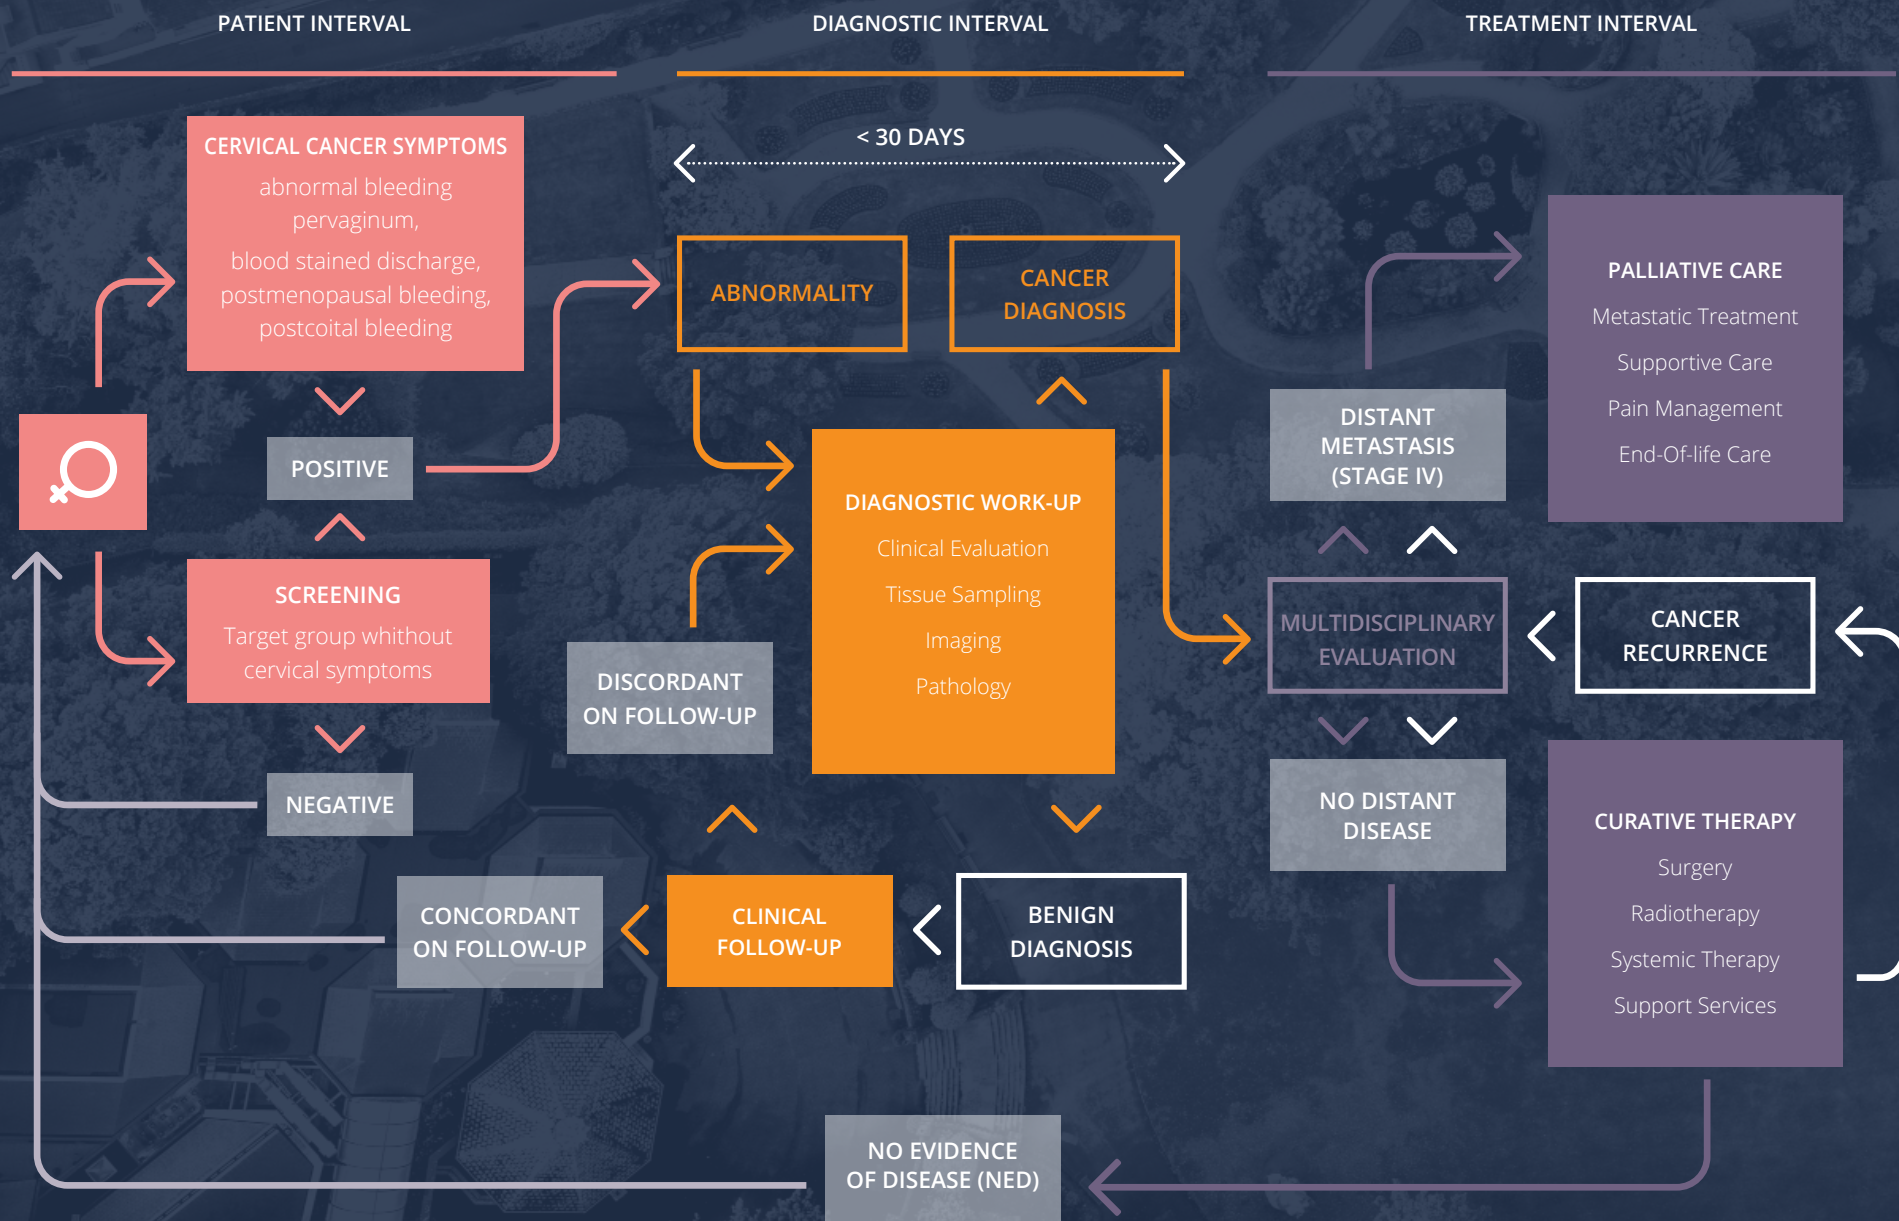 PATIENT INTERVAL
DIAGNOSTIC INTERVAL
TREATMENT INTERVAL
CERVICAL CANCER SYMPTOMS
abnormal bleeding
pervaginum,
blood stained discharge,
postmenopausal bleeding,
postcoital bleeding
POSITIVE
SCREENING
Target group whithout
cervical symptoms
NEGATIVE
< 30 DAYS
ABNORMALITY
CANCER
DIAGNOSIS
DIAGNOSTIC WORK-UP
Clinical Evaluation
Tissue Sampling
Imaging
Pathology
DISCORDANT
ON FOLLOW-UP
CONCORDANT
ON FOLLOW-UP
CLINICAL
FOLLOW-UP
BENIGN
DIAGNOSIS
DISTANT
METASTASIS
(STAGE IV)
PALLIATIVE CARE
Metastatic Treatment
Supportive Care
Pain Management
End-Of-life Care
MULTIDISCIPLINARY
EVALUATION
CANCER
RECURRENCE
NO DISTANT
DISEASE
CURATIVE THERAPY
Surgery
Radiotherapy
Systemic Therapy
Support Services
NO EVIDENCE
OF DISEASE (NED)